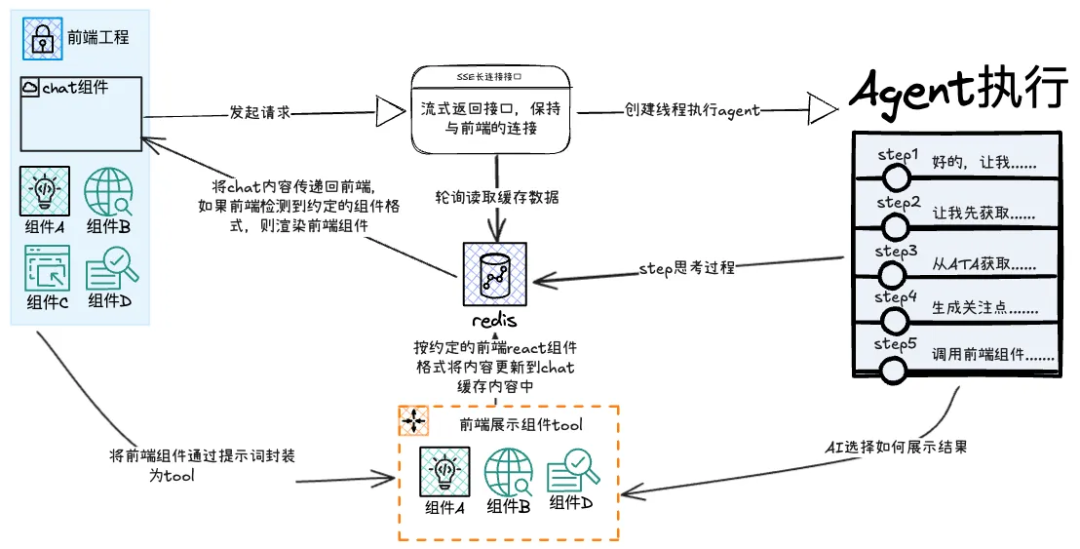 前端工程
chat组件
组件A
组件B
组件C
组件D
发起请求
SSE长连接接口
流式返回接口，保持
与前端的连接
创建线程执行agent
Agent执行
step1
好的，让我……
step2
让我先获取……
step3
从ATA获取……
step4
生成关注点…….
step5
调用前端组件…….
将chat内容传递回前端，
如果前端检测到约定的组件格
式，则渲染前端组件
轮询读取缓存数据
step思考过程
redis
按约定的前端react组件
格式将内容更新到chat
缓存内容中
前端展示组件tool
组件A
组件B
组件D
将前端组件通过提示词封装
为tool
AI选择如何展示结果